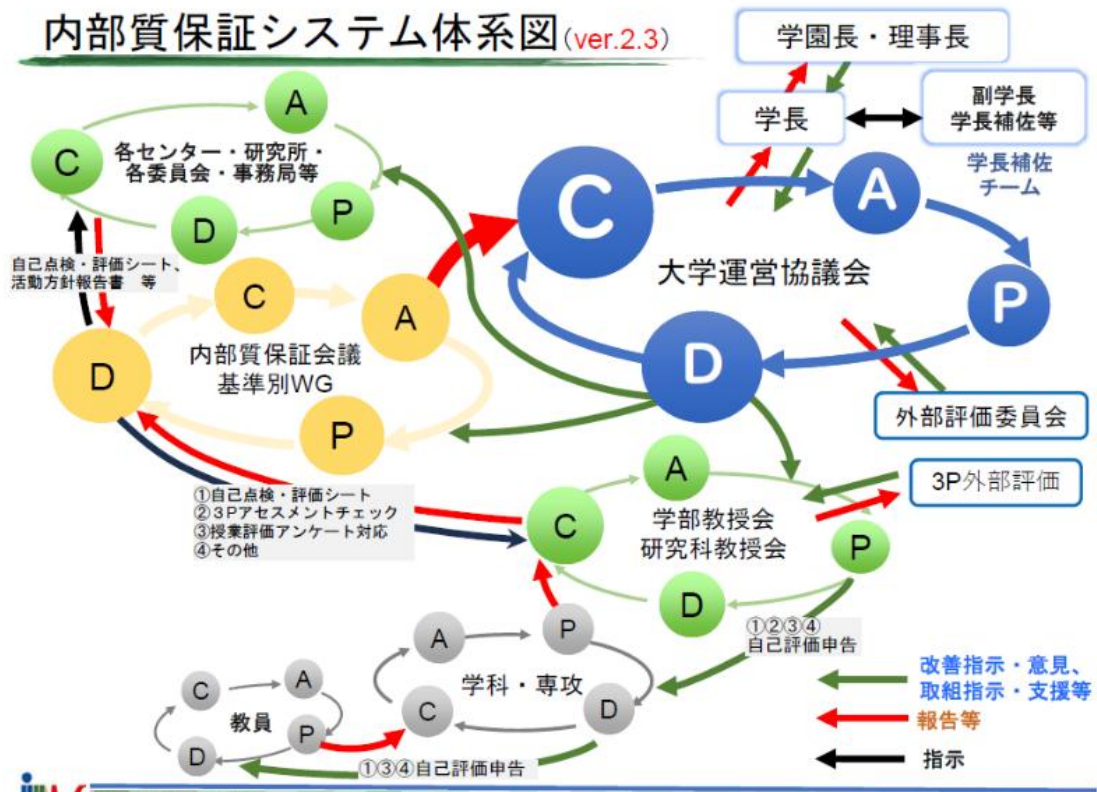 内部質保証システム体系図(ver.2.3)
学園長・理事長
学長
副学長
学長補佐等
学長補佐
チーム
A
C
各センター・研究所・
各委員会・事務局等
P
D
自己点検・評価シート、
活動方針報告書 等
C
A
大学運営協議会
P
D
C
A
内部質保証会議
基準別WG
D
P
外部評価委員会
3P外部評価
①自己点検・評価シート
②3Pアセスメントチェック
③授業評価アンケート対応
④その他
A
C
学部教授会
研究科教授会
P
D
①②③④
自己評価申告
A
P
学科・専攻
C
D
C
A
教員
P
D
①③④自己評価申告
改善指示・意見、
取組指示・支援等
報告等
指示